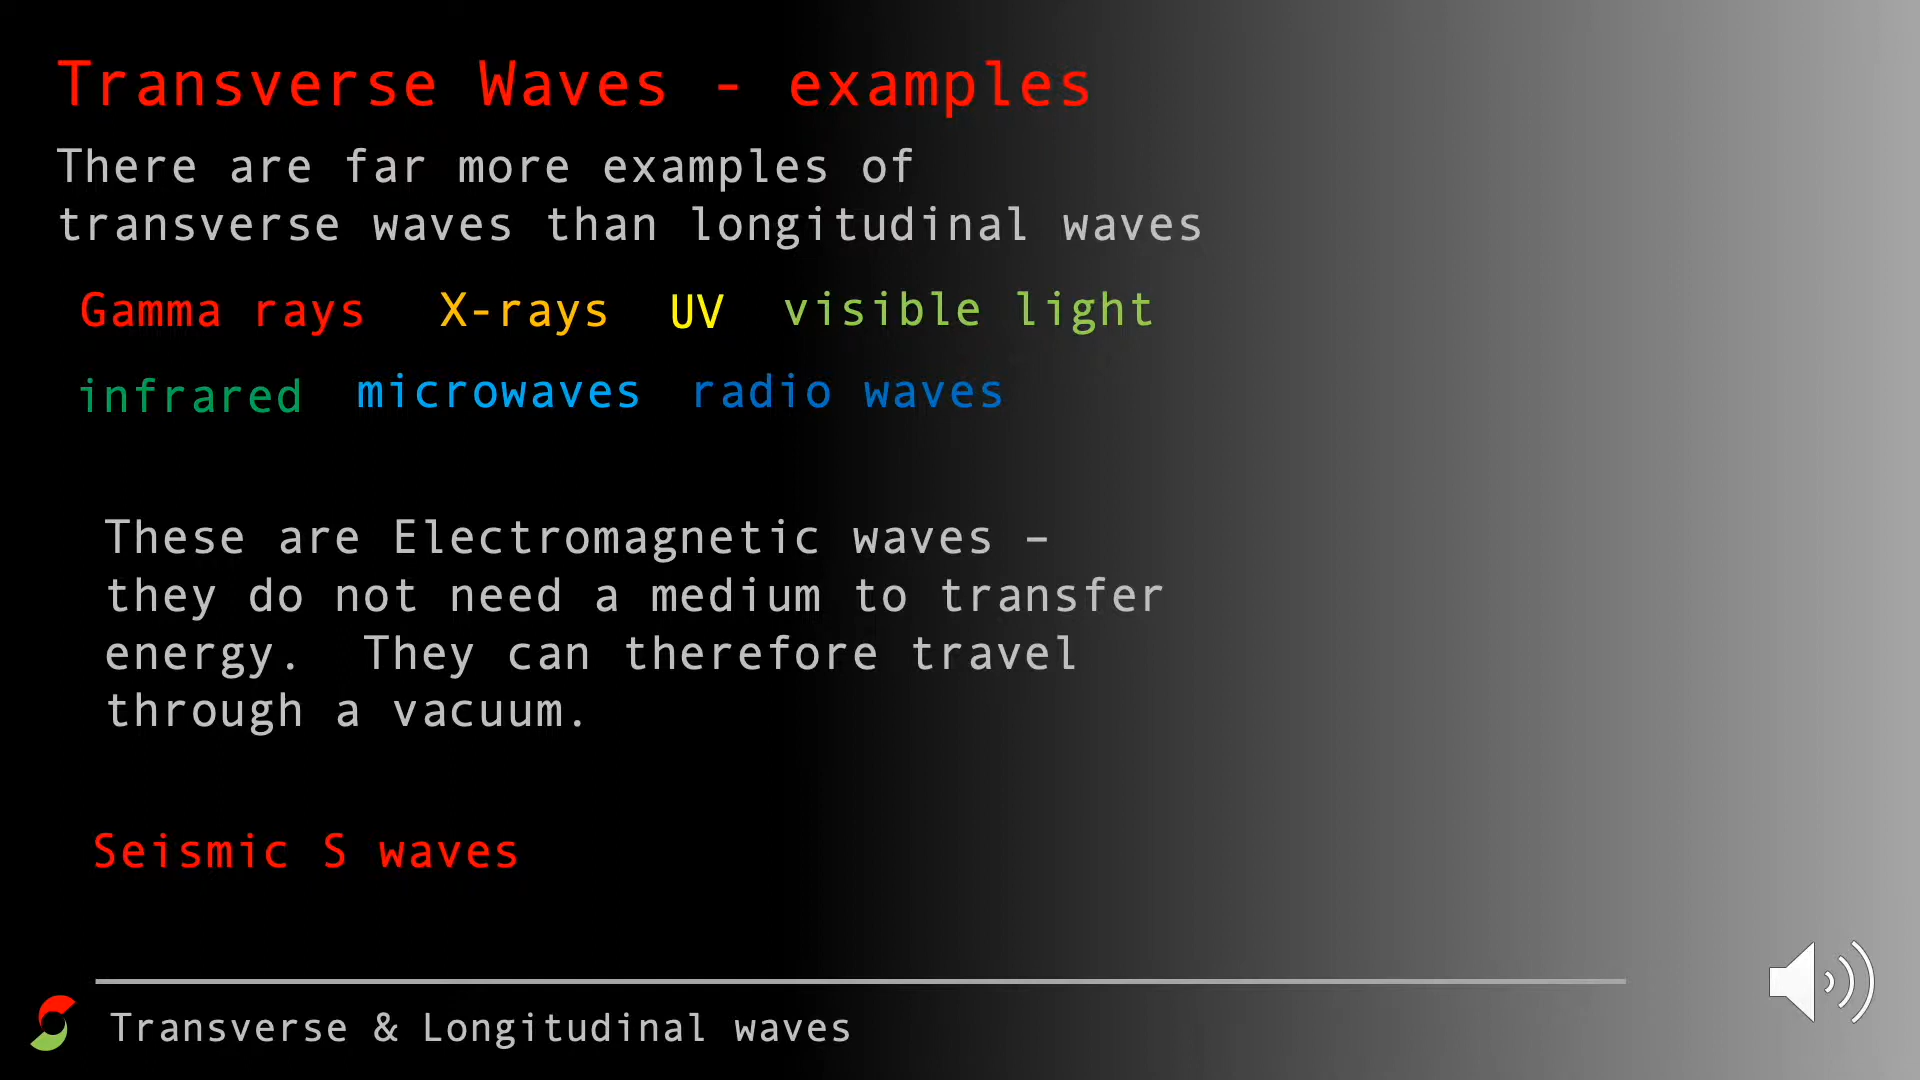 Transverse Waves - examples
There are far more examples of
transverse waves than longitudinal waves
Gamma rays X-rays UV visible light
infrared microwaves radio waves
These are Electromagnetic waves –
they do not need a medium to transfer
energy.  They can therefore travel
through a vacuum.
Seismic S waves
Transverse & Longitudinal waves